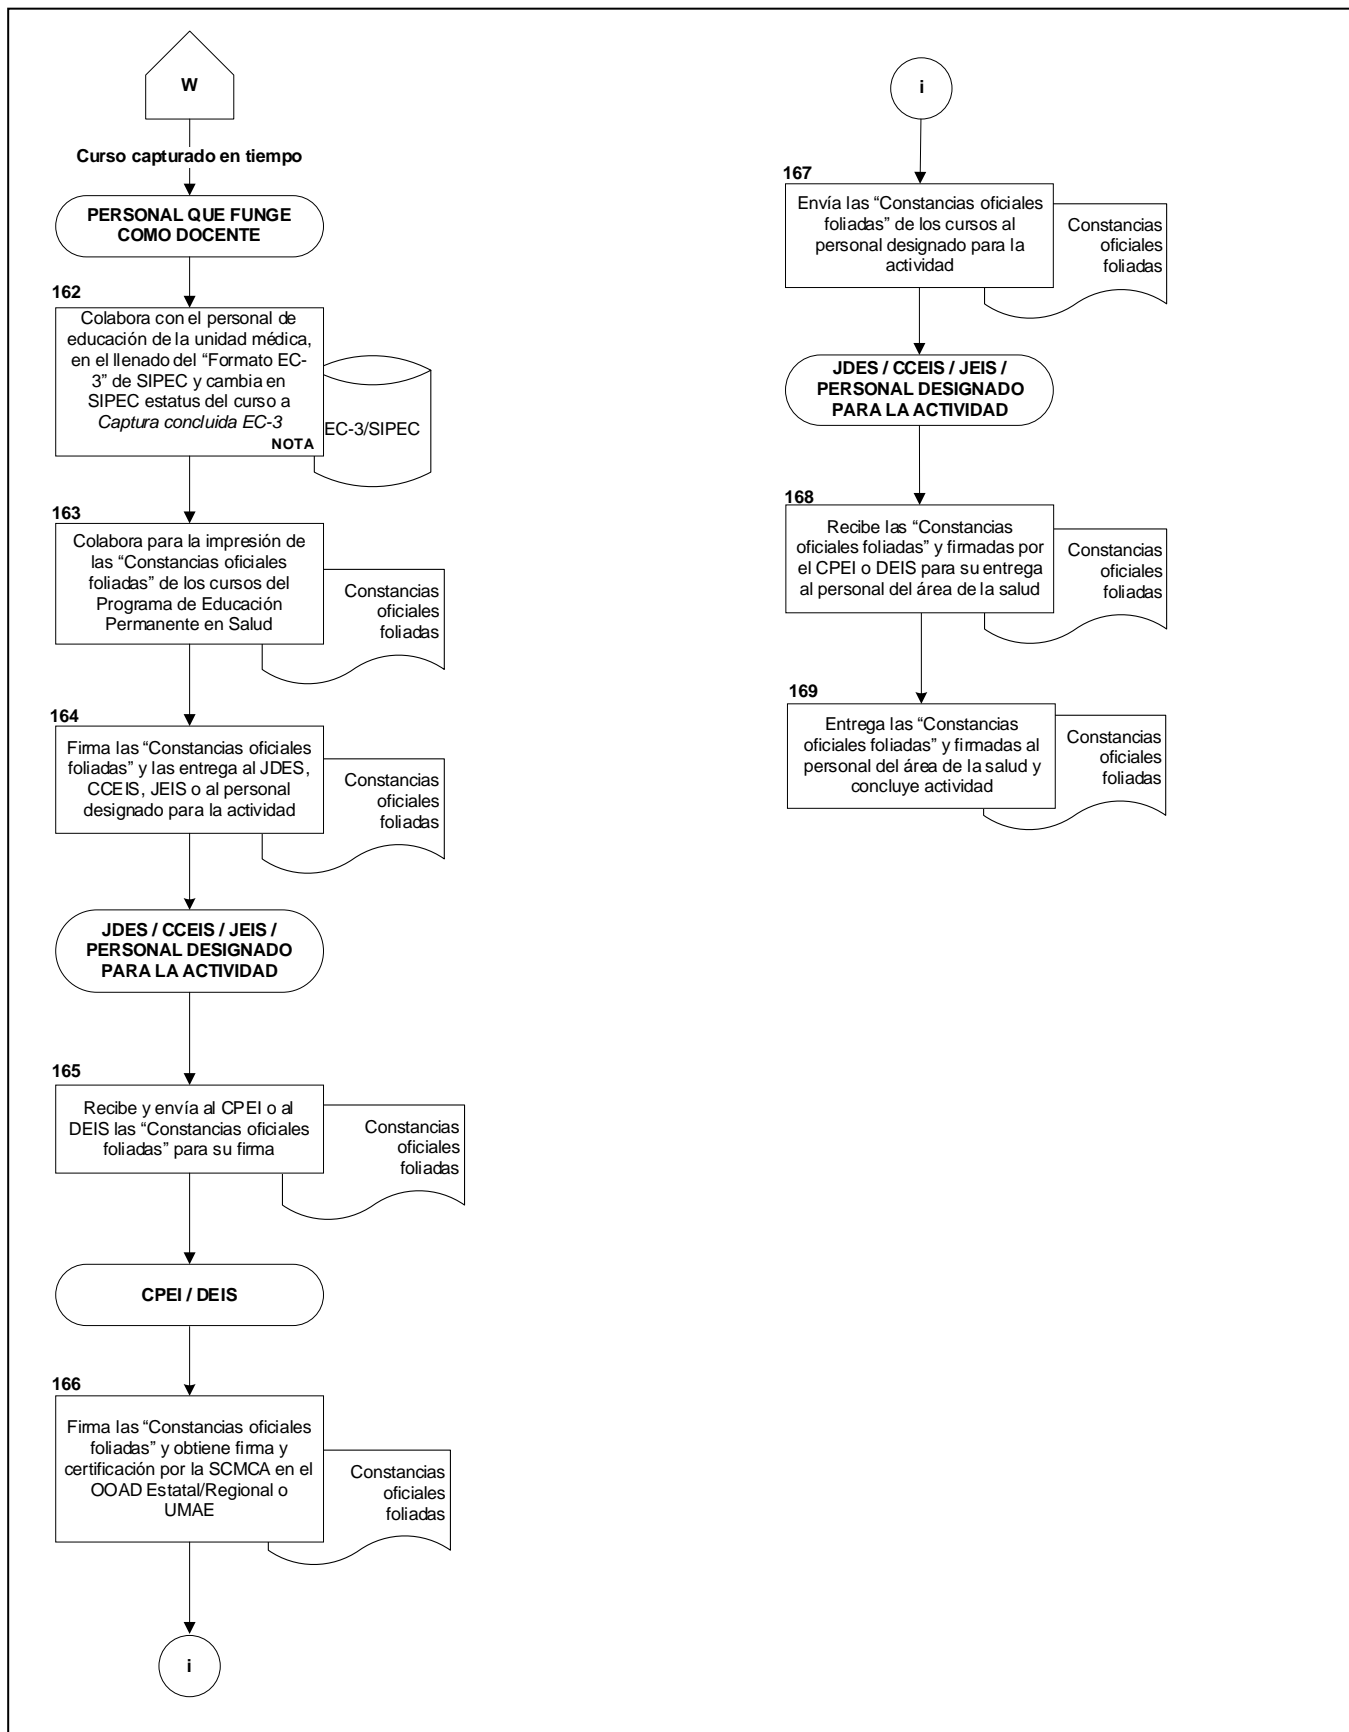 W
Curso capturado en tiempo
PERSONAL QUE FUNGE
COMO DOCENTE
162
Colabora con el personal de
educación de la unidad médica,
en el llenado del “Formato EC-
3” de SIPEC y cambia en
SIPEC estatus del curso a
Captura concluida EC-3
NOTA
EC-3/SIPEC
163
Colabora para la impresión de
las “Constancias oficiales
foliadas” de los cursos del
Programa de Educación
Permanente en Salud
Constancias
oficiales
foliadas
164
Firma las “Constancias oficiales
foliadas” y las entrega al JDES,
CCEIS, JEIS o al personal
designado para la actividad
Constancias
oficiales
foliadas
JDES / CCEIS / JEIS /
PERSONAL DESIGNADO
PARA LA ACTIVIDAD
165
Recibe y envía al CPEI o al
DEIS las “Constancias oficiales
foliadas” para su firma
Constancias
oficiales
foliadas
CPEI / DEIS
166
Firma las “Constancias oficiales
foliadas” y obtiene firma y
certificación por la SCMCA en el
OOAD Estatal/Regional o
UMAE
Constancias
oficiales
foliadas
i
i
167
Envía las “Constancias oficiales
foliadas” de los cursos al
personal designado para la
actividad
Constancias
oficiales
foliadas
JDES / CCEIS / JEIS /
PERSONAL DESIGNADO
PARA LA ACTIVIDAD
168
Recibe las “Constancias
oficiales foliadas” y firmadas por
el CPEI o DEIS para su entrega
al personal del área de la salud
Constancias
oficiales
foliadas
169
Entrega las “Constancias
oficiales foliadas” y firmadas al
personal del área de la salud y
concluye actividad
Constancias
oficiales
foliadas